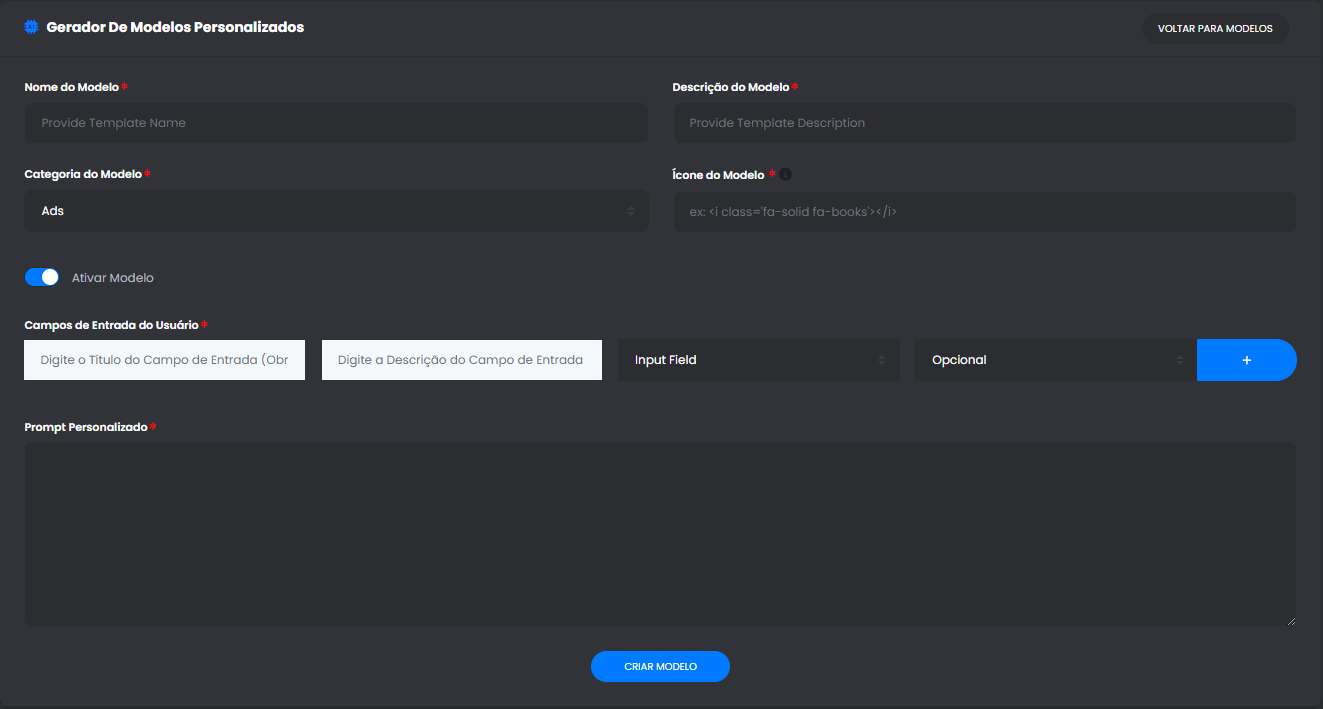 Gerador De Modelos Personalizados
VOLTAR PARA MODELOS
Nome do Modelo *
Descrição do Modelo *
Provide Template Name
Provide Template Description
Categoria do Modelo *
Ícone do Modelo *
Ads
ex: <i class='fa-solid fa-books'></i>
Ativar Modelo
Campos de Entrada do Usuário *
Digite o Título do Campo de Entrada (Obr
Digite a Descrição do Campo de Entrada
Input Field
Opcional
+
Prompt Personalizado *
CRIAR MODELO